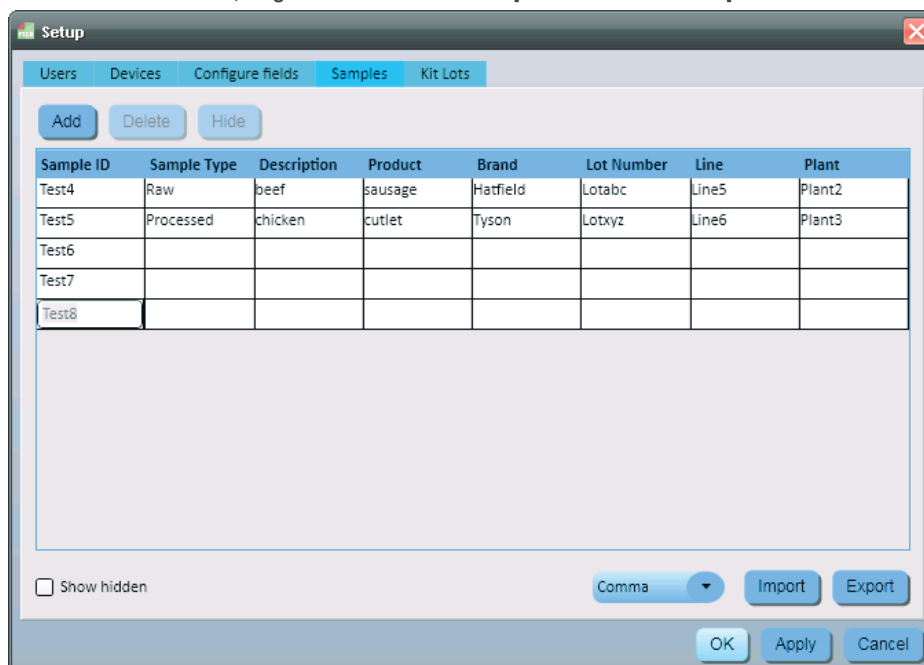 Setup
Users Devices Configure fields Samples Kit Lots
Add Delete Hide
Sample ID Sample Type Description Product Brand Lot Number Line Plant
Test4 Raw beef sausage Hatfield Lotabc Line5 Plant2
Test5 Processed chicken cutlet Tyson Lotxyz Line6 Plant3
Test6
Test7
Test8
Show hidden Comma Import Export
OK Apply Cancel